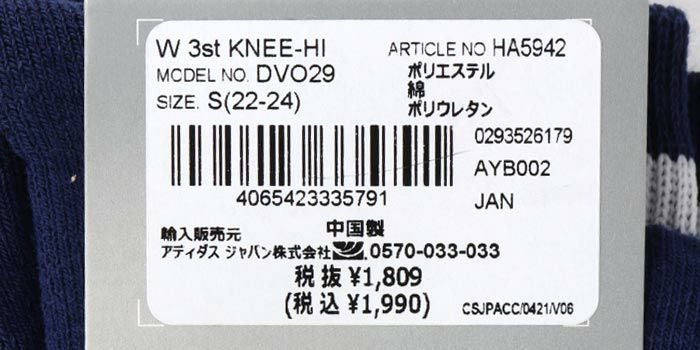 W 3st KNEE-HI ARTICLE NO HA5942
MODEL NO. DVO29 ポリエステル
綿
SIZE. S(22-24) ポリウレタン
0293526179
AYB002
4065423335791 JAN
中国製
輸入販売元
アディダス ジャパン株式会社 0570-033-033
税抜 ¥1,809
(税込 ¥1,990)
CSJPACC/0421/V06